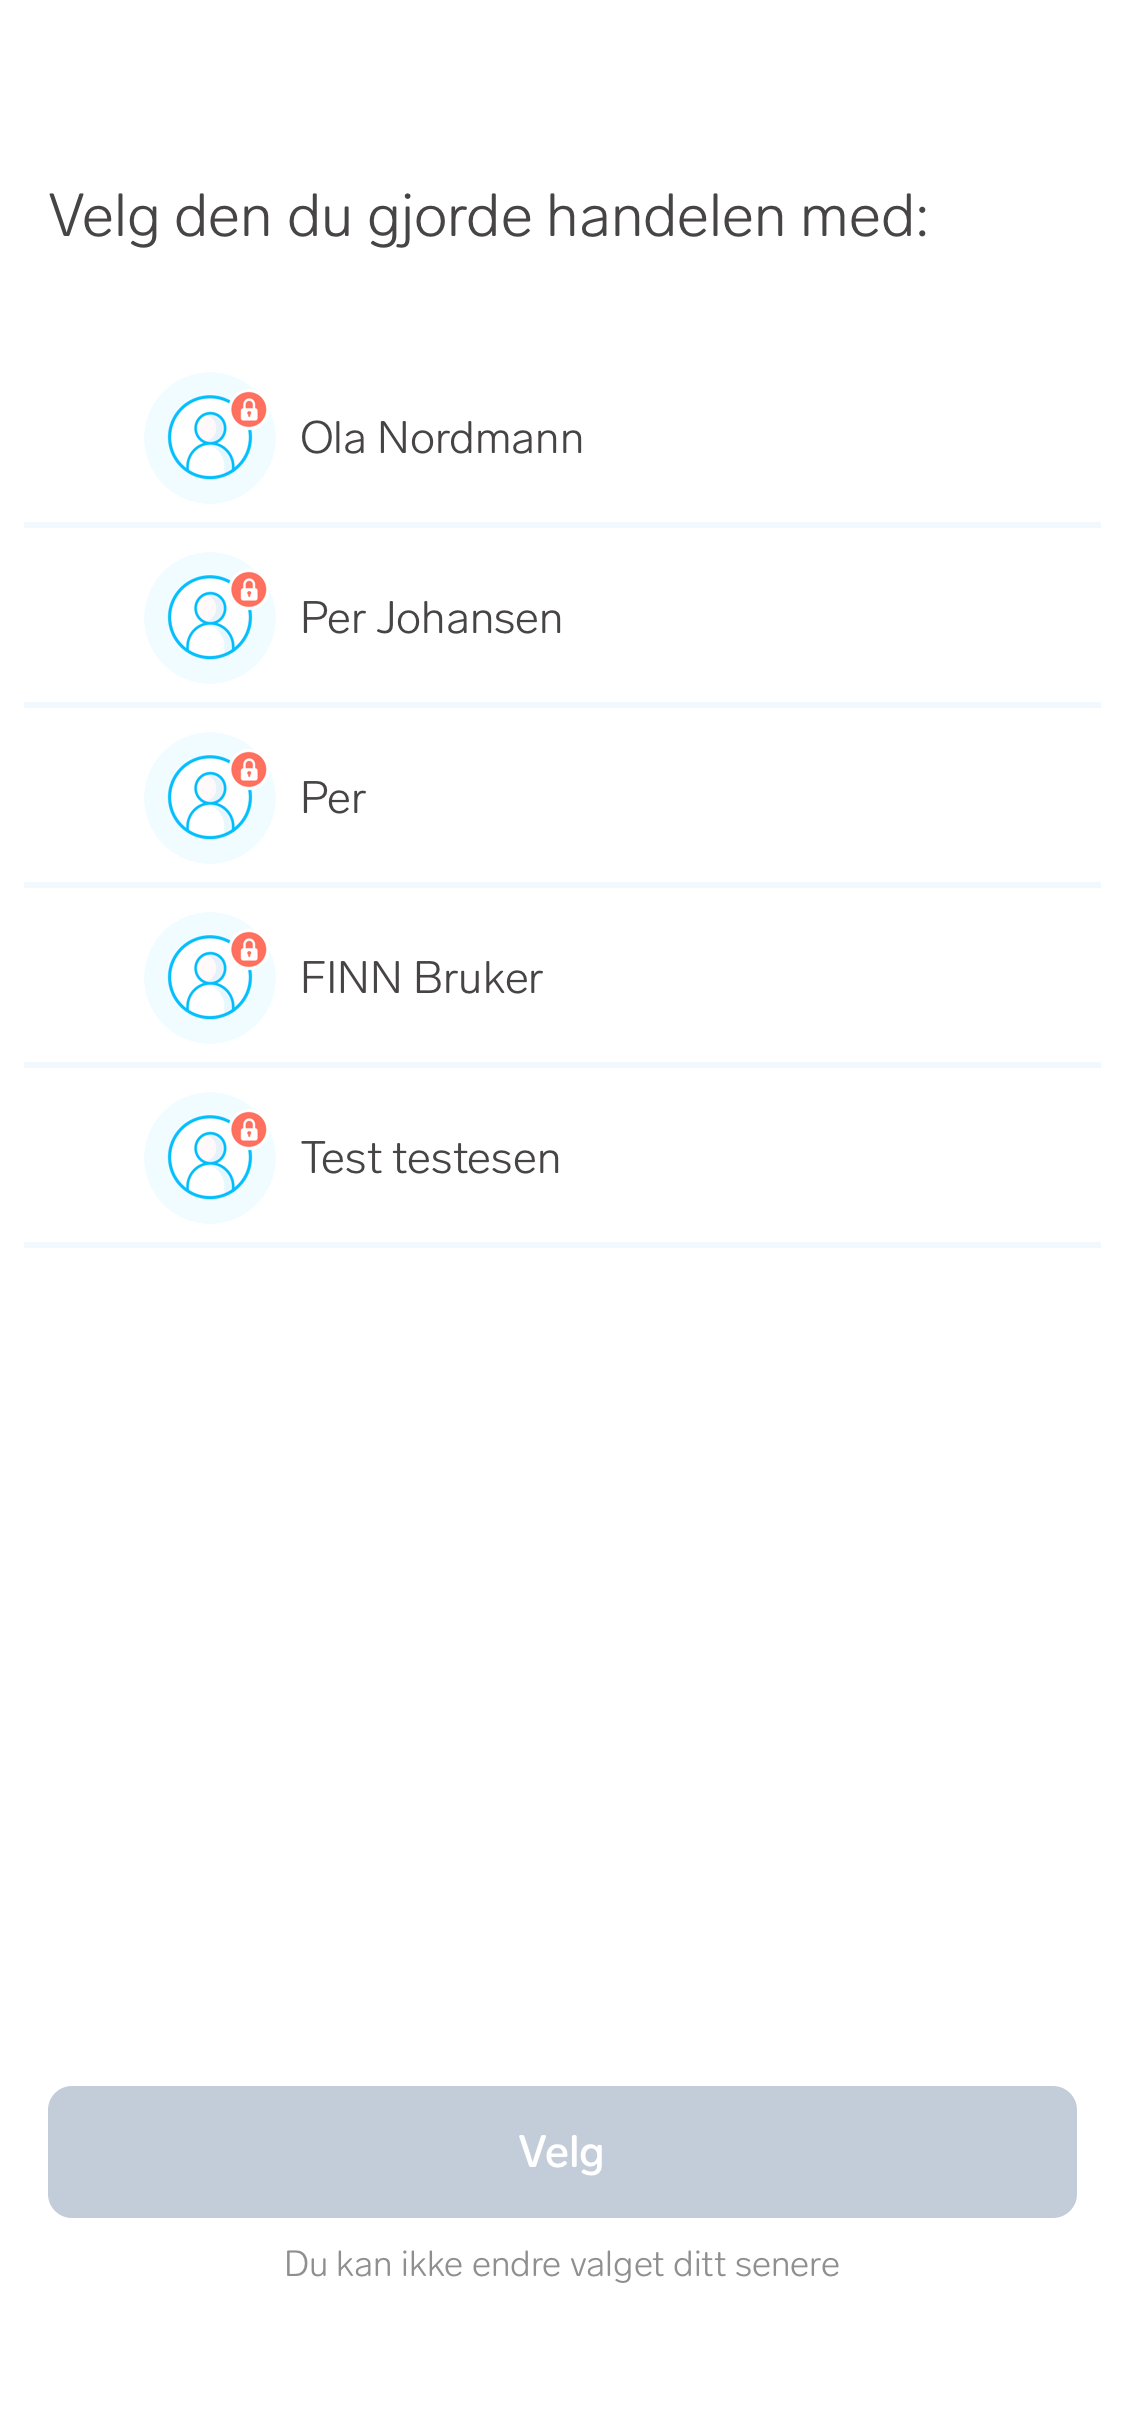 Velg den du gjorde handelen med:
Ola Nordmann
Per Johansen
Per
FINN Bruker
Test testesen
Velg
Du kan ikke endre valget ditt senere